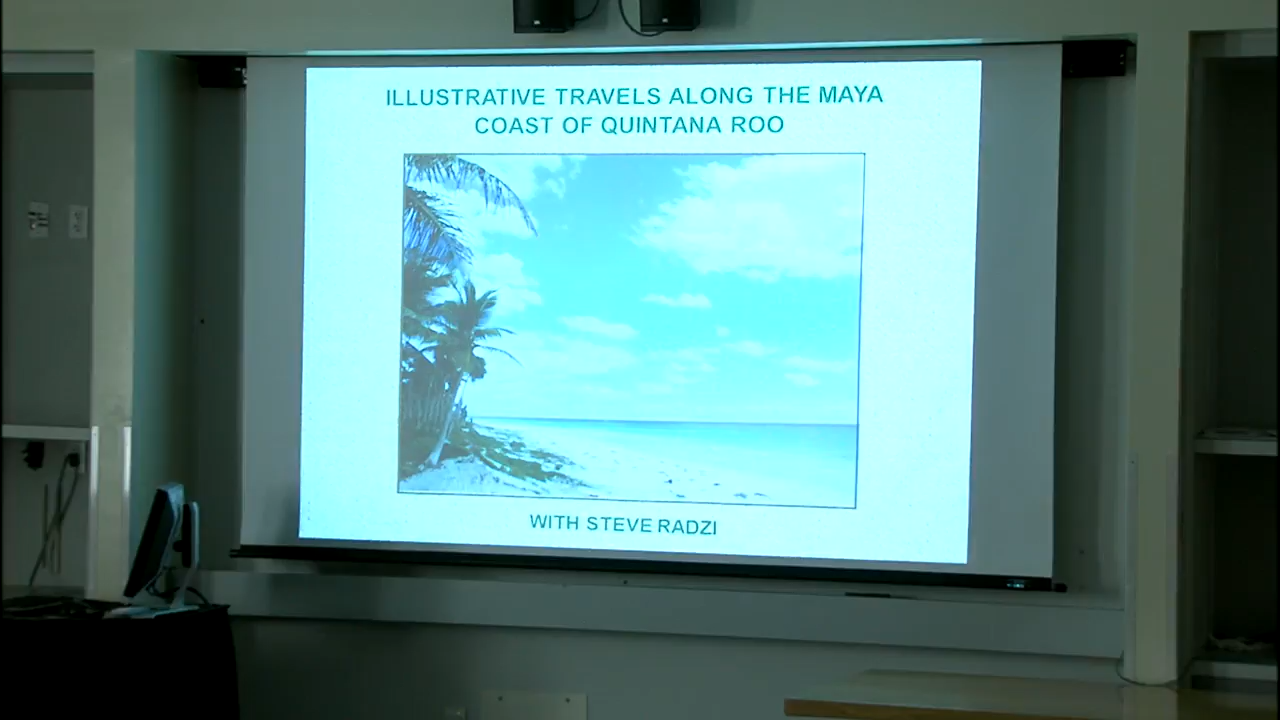 ILLUSTRATIVE TRAVELS ALONG THE MAYA
COAST OF QUINTANA ROO
WITH STEVE RADZI